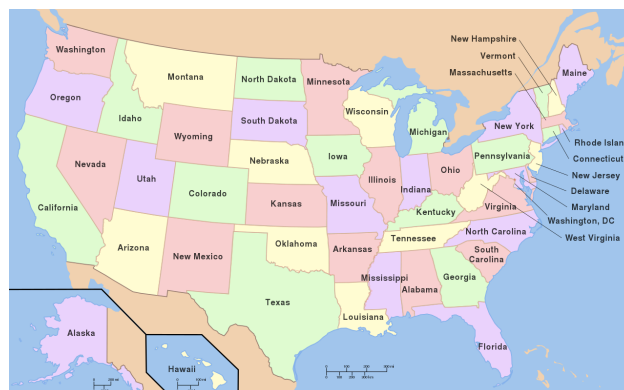 New Hampshire
Vermont
Massachusetts
Washington
Montana
North Dakota
Minnesota
Maine
Oregon
Idaho
Wisconsin
South Dakota
Michigan
New York
Wyoming
Rhode Islan
Connecticut
Iowa
Pennsylvania
Nebraska
New Jersey
Nevada
Utah
Illinois
Indiana
Ohio
Delaware
Colorado
Maryland
California
Kansas
Missouri
Kentucky
Virginia
Washington, DC
West Virginia
North Carolina
Tennessee
Arizona
Oklahoma
Arkansas
South
Carolina
New Mexico
Mississippi
Georgia
Alabama
Texas
Louisiana
Alaska
Florida
Hawaii